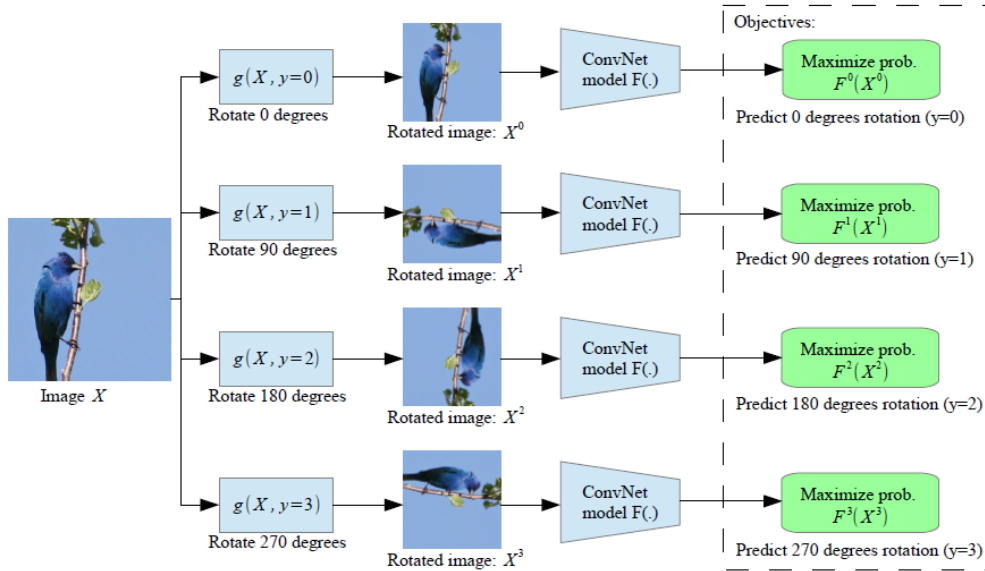 Objectives:
g(X, y=0)
Rotate 0 degrees
Rotated image: X⁰
ConvNet
model F(.)
Maximize prob.
F⁰(X⁰)
Predict 0 degrees rotation (y=0)
g(X, y=1)
Rotate 90 degrees
Rotated image: X¹
ConvNet
model F(.)
Maximize prob.
F¹(X¹)
Predict 90 degrees rotation (y=1)
Image X
g(X, y=2)
Rotate 180 degrees
Rotated image: X²
ConvNet
model F(.)
Maximize prob.
F²(X²)
Predict 180 degrees rotation (y=2)
g(X, y=3)
Rotate 270 degrees
Rotated image: X³
ConvNet
model F(.)
Maximize prob.
F³(X³)
Predict 270 degrees rotation (y=3)